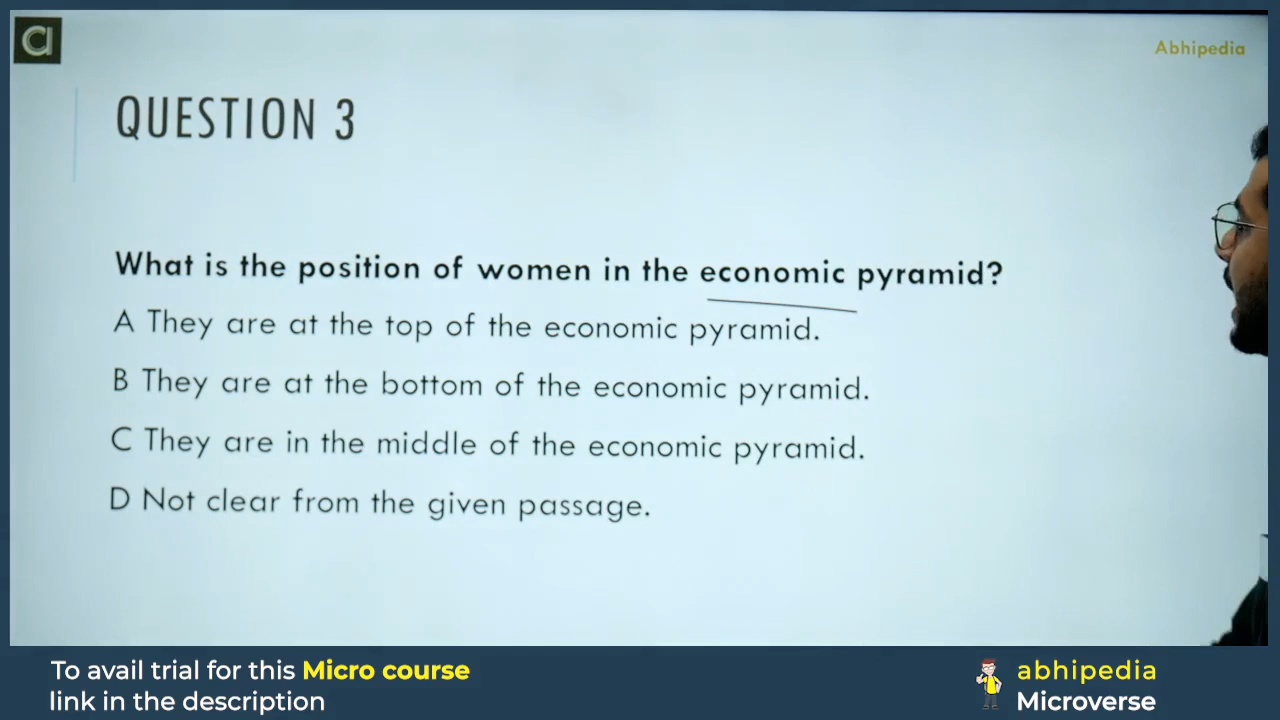 a
Abhipedia
QUESTION 3
What is the position of women in the economic pyramid?
A They are at the top of the economic pyramid.
B They are at the bottom of the economic pyramid.
C They are in the middle of the economic pyramid.
D Not clear from the given passage.
To avail trial for this Micro course
link in the description
abhipedia
Microverse